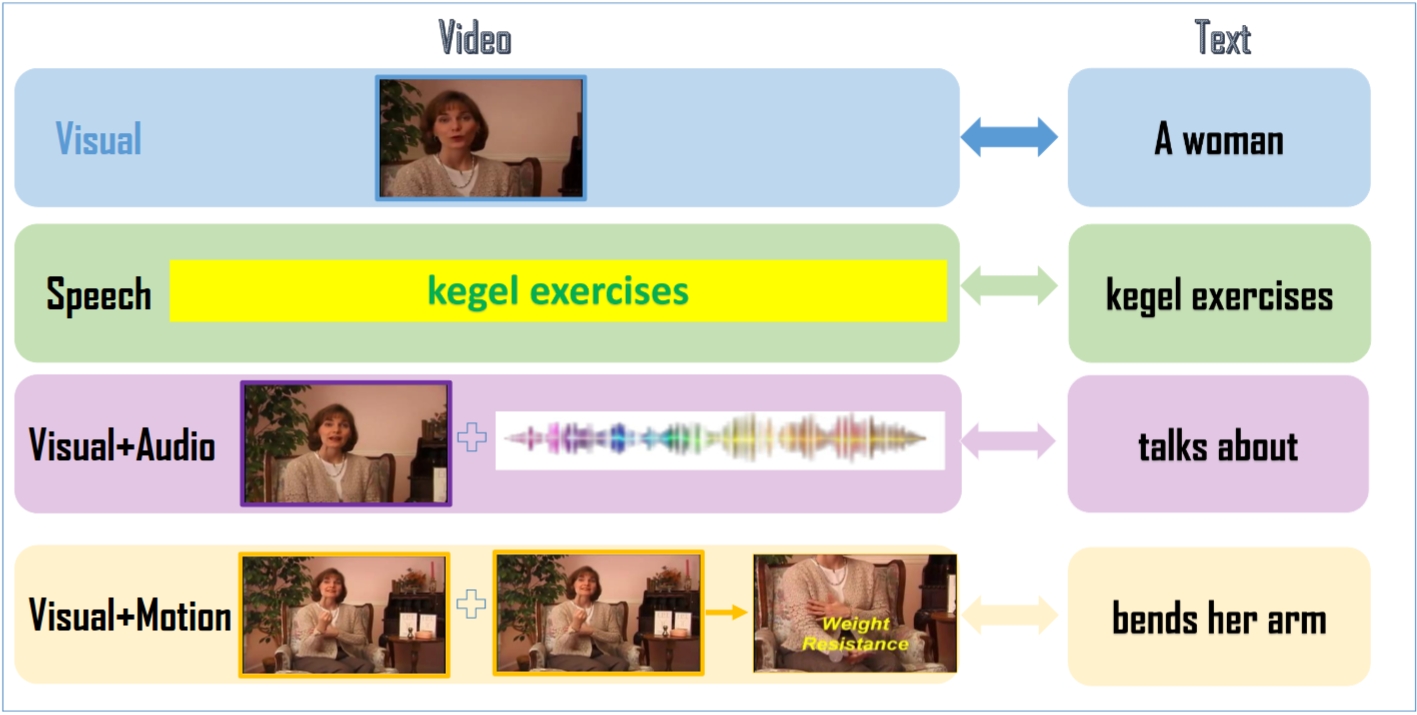 Video
Text
Visual
A woman
Speech
kegel exercises
kegel exercises
Visual+Audio
talks about
Visual+Motion
Weight
Resistance
bends her arm